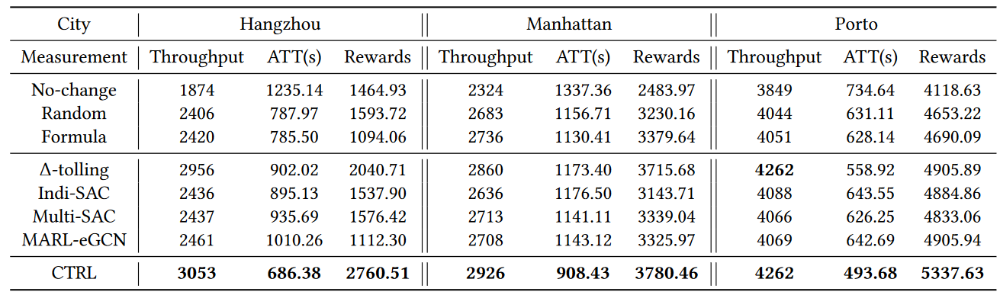 City Hangzhou Manhattan Porto
Measurement Throughput ATT(s) Rewards Throughput ATT(s) Rewards Throughput ATT(s) Rewards
No-change 1874 1235.14 1464.93 2324 1337.36 2483.97 3849 734.64 4118.63
Random 2406 787.97 1593.72 2683 1156.71 3230.16 4044 631.11 4653.22
Formula 2420 785.50 1094.06 2736 1130.41 3379.64 4051 628.14 4690.09
Δ-tolling 2956 902.02 2040.71 2860 1173.40 3715.68 4262 558.92 4905.89
Indi-SAC 2436 895.13 1537.90 2636 1176.50 3143.71 4088 643.55 4884.86
Multi-SAC 2437 935.69 1576.42 2713 1141.11 3339.04 4066 626.25 4833.06
MARL-eGCN 2461 1010.26 1112.30 2708 1143.12 3325.97 4069 642.69 4905.94
CTRL 3053 686.38 2760.51 2926 908.43 3780.46 4262 493.68 5337.63